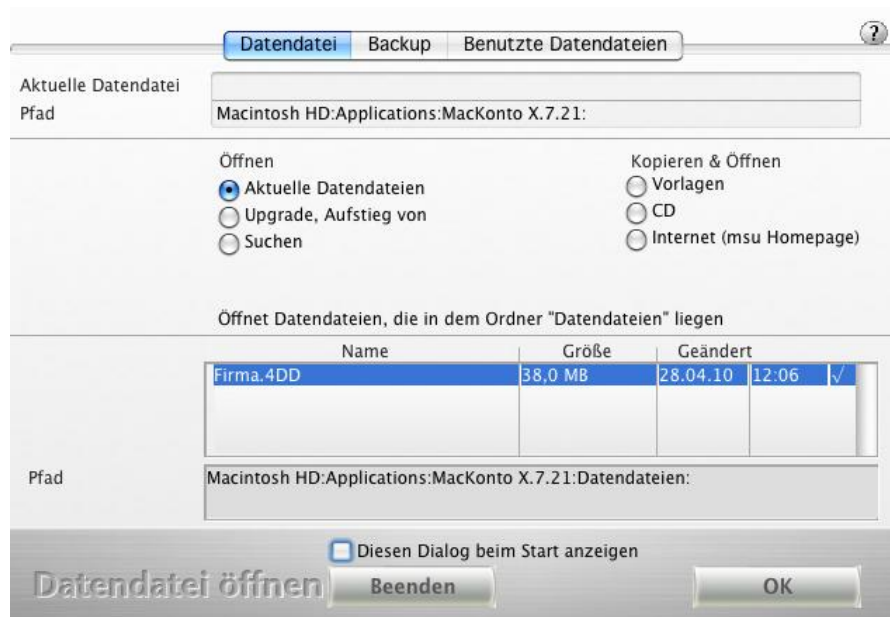 Datendatei Backup Benutzte Datendateien ?
Aktuelle Datendatei
Pfad Macintosh HD:Applications:MacKonto X.7.21:
Öffnen Kopieren & Öffnen
Aktuelle Datendateien Vorlagen
Upgrade, Aufstieg von CD
Suchen Internet (msu Homepage)
Öffnet Datendateien, die in dem Ordner "Datendateien" liegen
Name Größe Geändert
Firma.4DD 38,0 MB 28.04.10 12:06 √
Pfad Macintosh HD:Applications:MacKonto X.7.21:Datendateien:
Diesen Dialog beim Start anzeigen
Datendatei öffnen Beenden OK